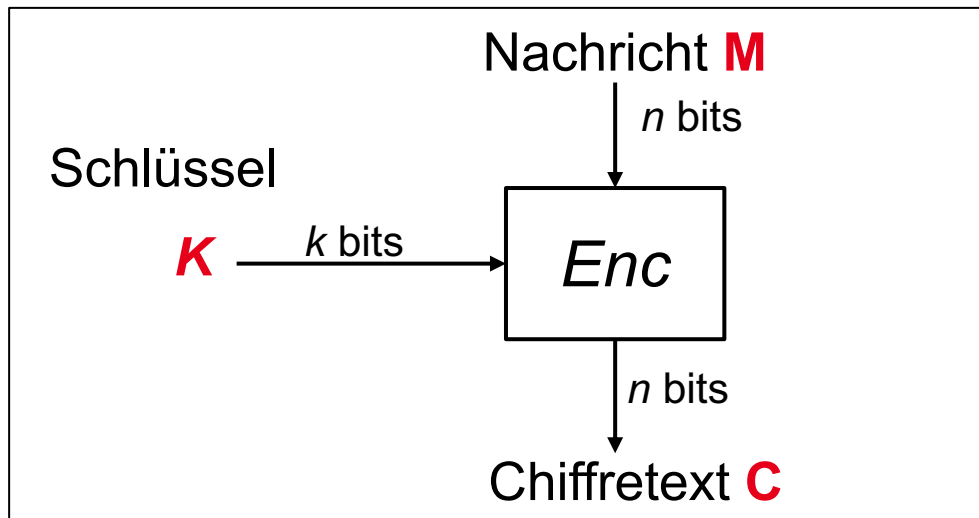 Nachricht M
n bits
Schlüssel
K
k bits
Enc
n bits
Chiffretext C